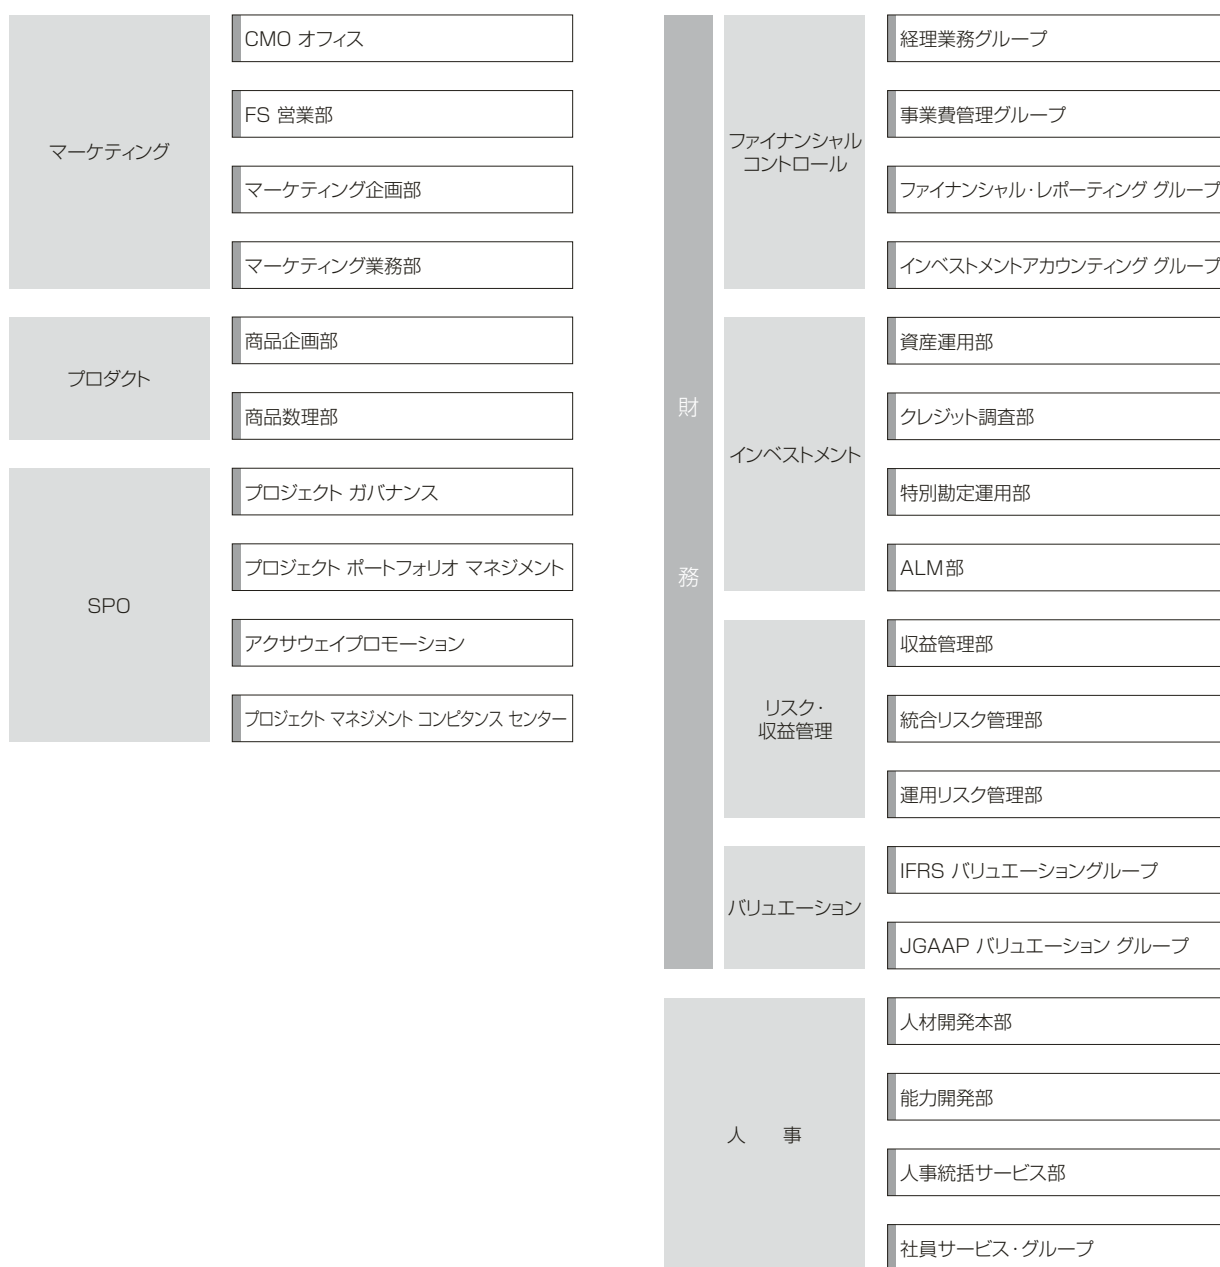 マーケティング
CMO オフィス
FS 営業部
マーケティング企画部
マーケティング業務部
プロダクト
商品企画部
商品数理部
SPO
プロジェクト ガバナンス
プロジェクト ポートフォリオ マネジメント
アクサウェイプロモーション
プロジェクト マネジメント コンピタンス センター
財
務
ファイナンシャル
コントロール
経理業務グループ
事業費管理グループ
ファイナンシャル・レポーティング グループ
インベストメントアカウンティング グループ
インベストメント
資産運用部
クレジット調査部
特別勘定運用部
ALM部
リスク・
収益管理
収益管理部
統合リスク管理部
運用リスク管理部
バリュエーション
IFRS バリュエーショングループ
JGAAP バリュエーション グループ
人　事
人材開発本部
能力開発部
人事統括サービス部
社員サービス・グループ